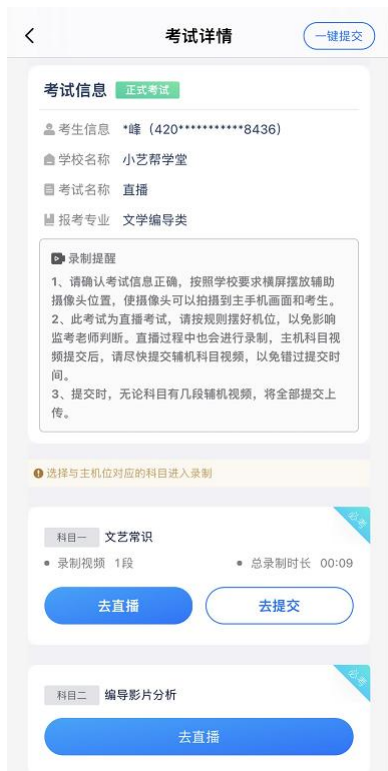 考试详情
一键提交
考试信息 正式考试
考生信息 *峰（420***********8436）
学校名称 小艺帮学堂
考试名称 直播
报考专业 文学编导类
录制提醒
1、请确认考试信息正确，按照学校要求横屏摆放辅助
摄像头位置，使摄像头可以拍摄到主手机画面和考生。
2、此考试为直播考试，请按规则摆好机位，以免影响
监考老师判断。直播过程中也会进行录制，主机科目视
频提交后，请尽快提交辅机科目视频，以免错过提交时
间。
3、提交时，无论科目有几段辅机视频，将全部提交上
传。
选择与主机位对应的科目进入录制
必考
科目一 文艺常识
录制视频 1段 总录制时长 00:09
去直播 去提交
必考
科目二 编导影片分析
去直播